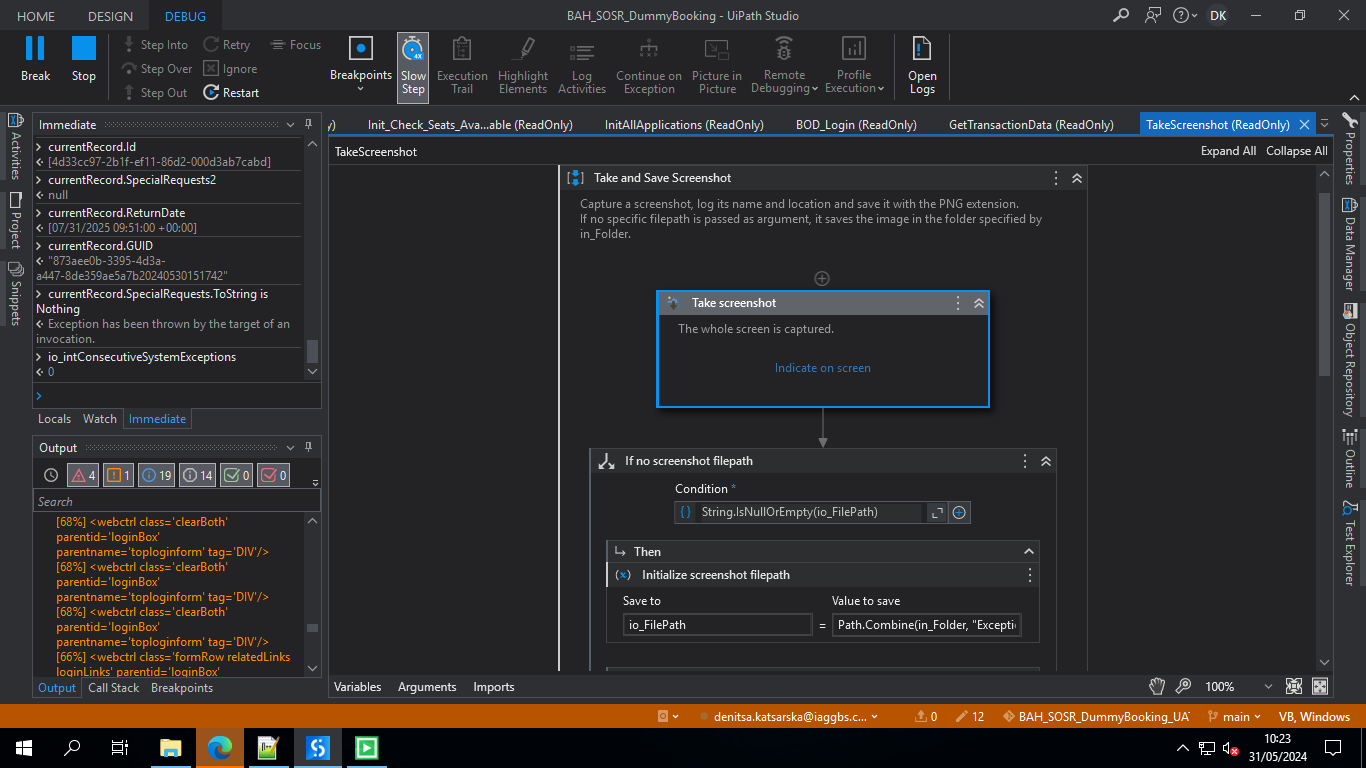 HOME
DESIGN
DEBUG
BAH_SOSR_DummyBooking - UiPath Studio
DK
Break
Stop
Step Into
Step Over
Step Out
Retry
Ignore
Restart
Focus
Breakpoints
4X
Slow
Step
Execution
Trail
Highlight
Elements
Log
Activities
Continue on
Exception
Picture in
Picture
Remote
Debugging
Profile
Execution
Open
Logs
Activities
Project
Snippets
Immediate
currentRecord.Id
[4d33cc97-2b1f-ef11-86d2-000d3ab7cabd]
currentRecord.SpecialRequests2
null
currentRecord.ReturnDate
[07/31/2025 09:51:00 +00:00]
currentRecord.GUID
"873aee0b-3395-4d3a-
a447-8de359ae5a7b20240530151742"
currentRecord.SpecialRequests.ToString is
Nothing
Exception has been thrown by the target of an
invocation.
io_intConsecutiveSystemExceptions
0
Locals
Watch
Immediate
Output
4
1
19
14
0
0
Search
[68%] <webctrl class='clearBoth'
parentid='loginBox'
parentname='toploginform' tag='DIV'/>
[68%] <webctrl class='clearBoth'
parentid='loginBox'
parentname='toploginform' tag='DIV'/>
[68%] <webctrl class='clearBoth'
parentid='loginBox'
parentname='toploginform' tag='DIV'/>
[66%] <webctrl class='formRow relatedLinks
loginLinks' parentid='loginBox'
Output
Call Stack
Breakpoints
y)
Init_Check_Seats_Ava...able (ReadOnly)
InitAllApplications (ReadOnly)
BOD_Login (ReadOnly)
GetTransactionData (ReadOnly)
TakeScreenshot (ReadOnly)
TakeScreenshot
Expand All
Collapse All
Take and Save Screenshot
Capture a screenshot, log its name and location and save it with the PNG extension.
If no specific filepath is passed as argument, it saves the image in the folder specified by
in_Folder.
Take screenshot
The whole screen is captured.
Indicate on screen
If no screenshot filepath
Condition *
String.IsNullOrEmpty(io_FilePath)
Then
Initialize screenshot filepath
Save to
Value to save
io_FilePath
=
Path.Combine(in_Folder, "Excepti
Variables
Arguments
Imports
100%
Properties
Data Manager
Object Repository
Outline
Test Explorer
denitsa.katsarska@iaggbs.c...
0
12
BAH_SOSR_DummyBooking_UA
main
VB, Windows
10:23
31/05/2024